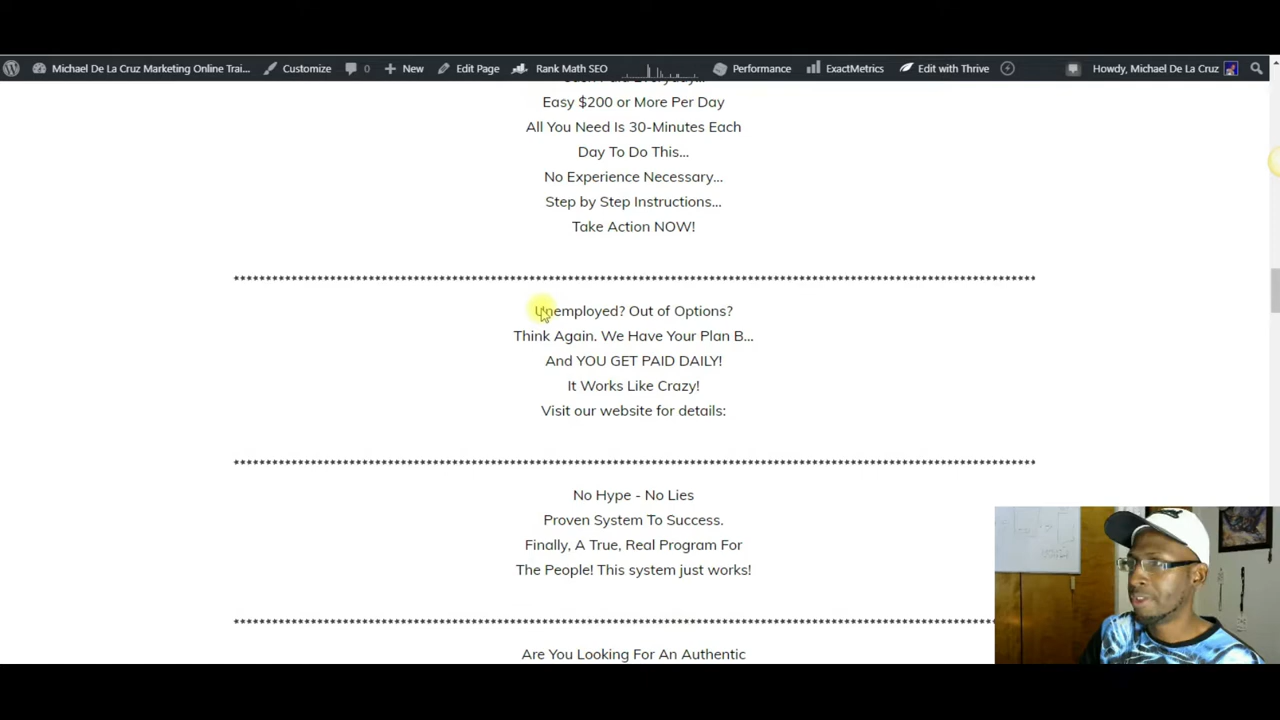 Michael De La Cruz Marketing Online Trai... Customize 0 New Edit Page Rank Math SEO Performance ExactMetrics Edit with Thrive Howdy, Michael De La Cruz
Cash Paid Everyday...
Easy $200 or More Per Day
All You Need Is 30-Minutes Each
Day To Do This...
No Experience Necessary...
Step by Step Instructions...
Take Action NOW!
Unemployed? Out of Options?
Think Again. We Have Your Plan B...
And YOU GET PAID DAILY!
It Works Like Crazy!
Visit our website for details:
No Hype - No Lies
Proven System To Success.
Finally, A True, Real Program For
The People! This system just works!
Are You Looking For An Authentic